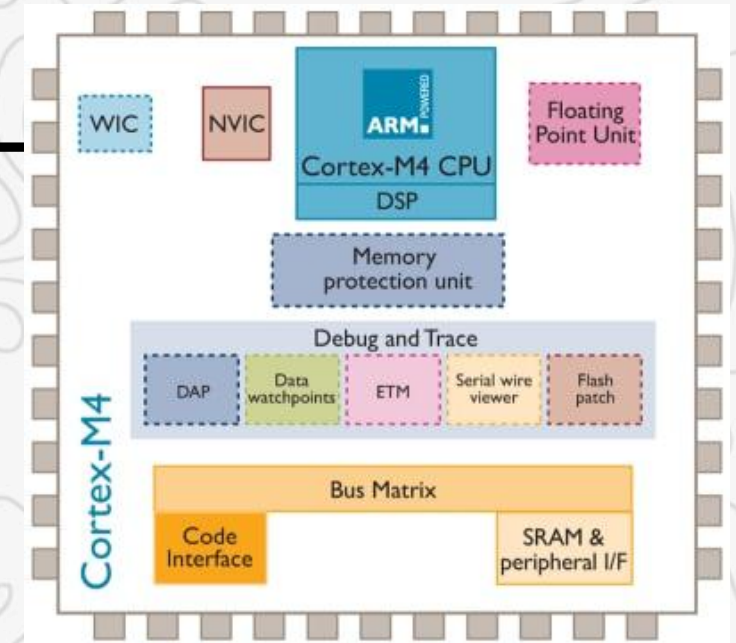 WIC
NVIC
ARM
POWERED
Cortex-M4 CPU
DSP
Floating
Point Unit
Memory
protection unit
Debug and Trace
DAP
Data
watchpoints
ETM
Serial wire
viewer
Flash
patch
Cortex-M4
Bus Matrix
Code
Interface
SRAM &
peripheral I/F